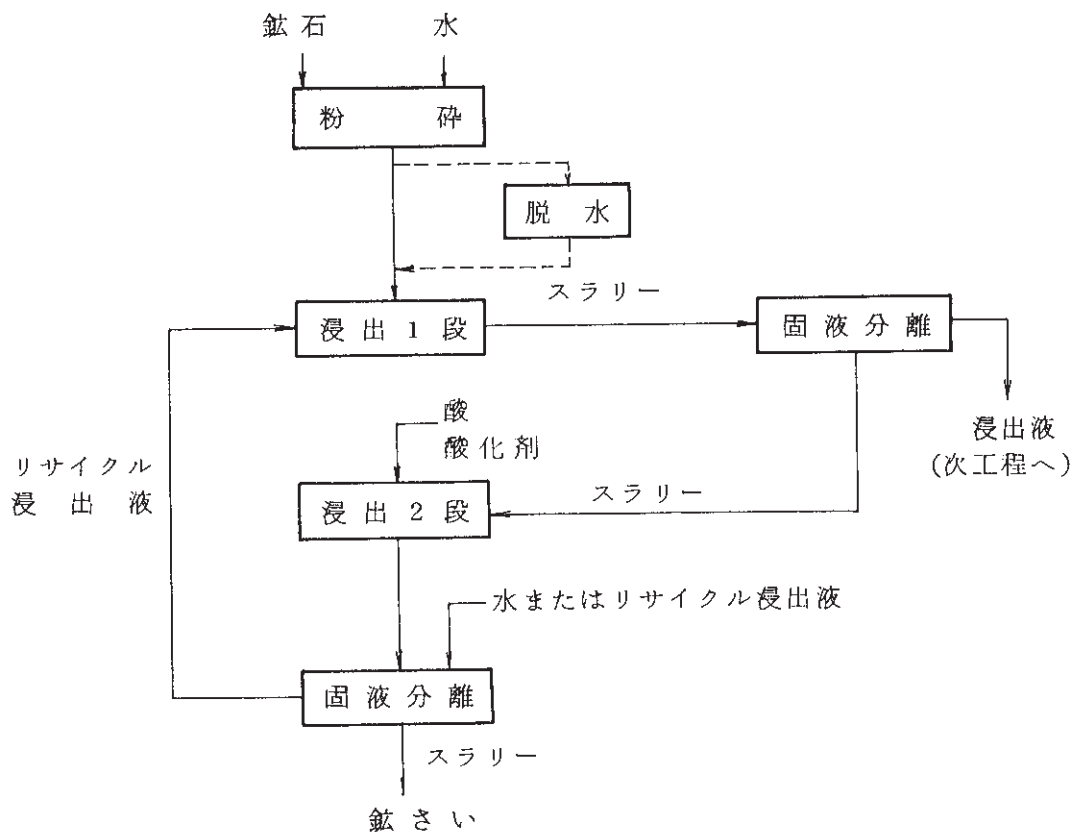 鉱石
水
粉砕
脱水
スラリー
浸出1段
固液分離
酸
酸化剤
浸出液
(次工程へ)
リサイクル
浸出液
スラリー
浸出2段
水またはリサイクル浸出液
固液分離
スラリー
鉱さい